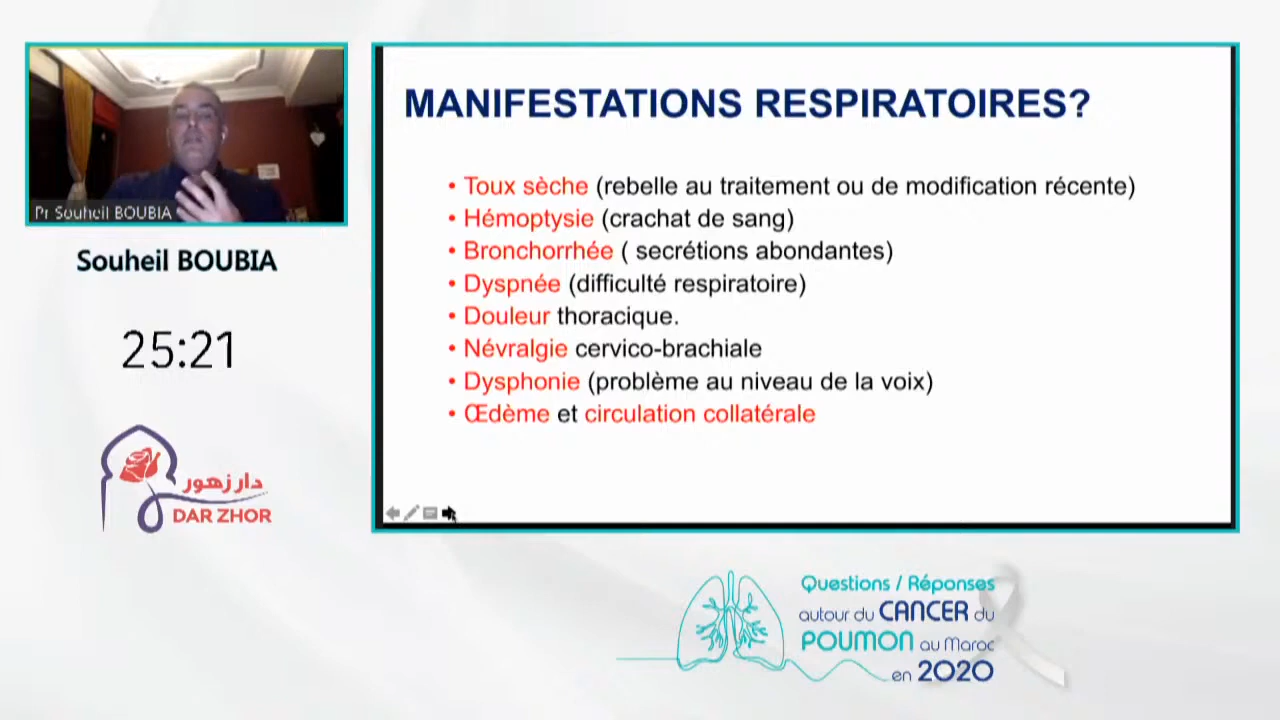 Pr Souheil BOUBIA
Souheil BOUBIA
25:21
دار زهور
DAR ZHOR
MANIFESTATIONS RESPIRATOIRES?
• Toux sèche (rebelle au traitement ou de modification récente)
• Hémoptysie (crachat de sang)
• Bronchorrhée ( secrétions abondantes)
• Dyspnée (difficulté respiratoire)
• Douleur thoracique.
• Névralgie cervico-brachiale
• Dysphonie (problème au niveau de la voix)
• Œdème et circulation collatérale
Questions / Réponses
autour du CANCER du
POUMON au Maroc
en 2020